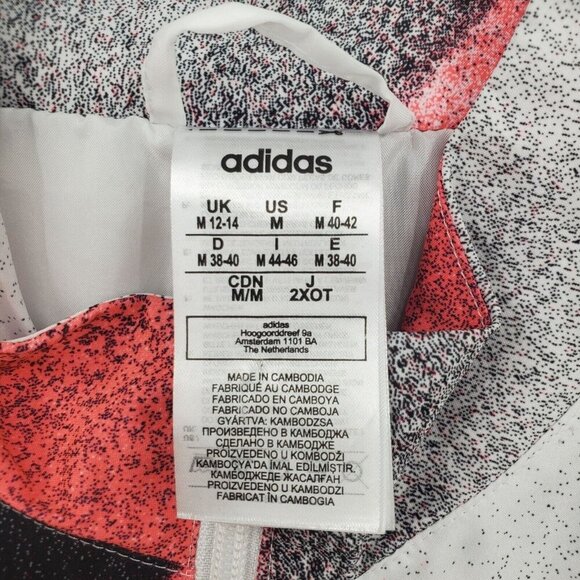 adidas
UK US F
M 12-14 M M 40-42
D I E
M 38-40 M 44-46 M 38-40
CDN J
M/M 2XOT
adidas
Hoogoorddreef 9a
Amsterdam 1101 BA
The Netherlands
MADE IN CAMBODIA
FABRIQUÉ AU CAMBODGE
FABRICADO EN CAMBOYA
FABRICADO NO CAMBOJA
GYÁRTVA: KAMBODZSA
ПРОИЗВЕДЕНО В КАМБОДЖА
СДЕЛАНО В КАМБОДЖЕ
PROIZVEDENO U KOMBODŽI
KAMBOÇYA'DA İMAL EDİLMİŞTİR
КАМБОДЖЕДЕ ЖАСАЛҒАН
PROIZVEDENO U KAMBODŽI
FABRICAT ÎN CAMBOGIA